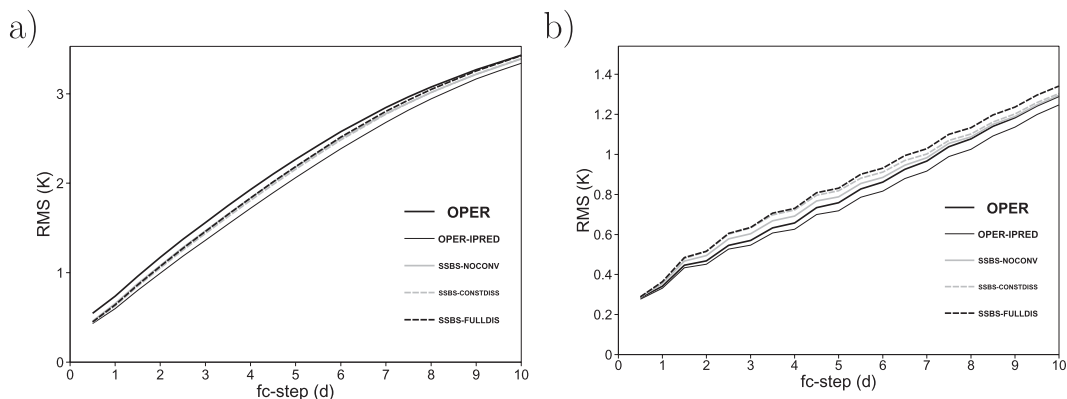 a)
RMS (K)
3
2
1
0
0 1 2 3 4 5 6 7 8 9 10
fc-step (d)
OPER
OPER-IPRED
SSBS-NOCONV
SSBS-CONSTDISS
SSBS-FULLDIS
b)
RMS (K)
1.4
1.2
1
0.8
0.6
0.4
0.2
0
0 1 2 3 4 5 6 7 8 9 10
fc-step (d)
OPER
OPER-IPRED
SSBS-NOCONV
SSBS-CONSTDISS
SSBS-FULLDIS